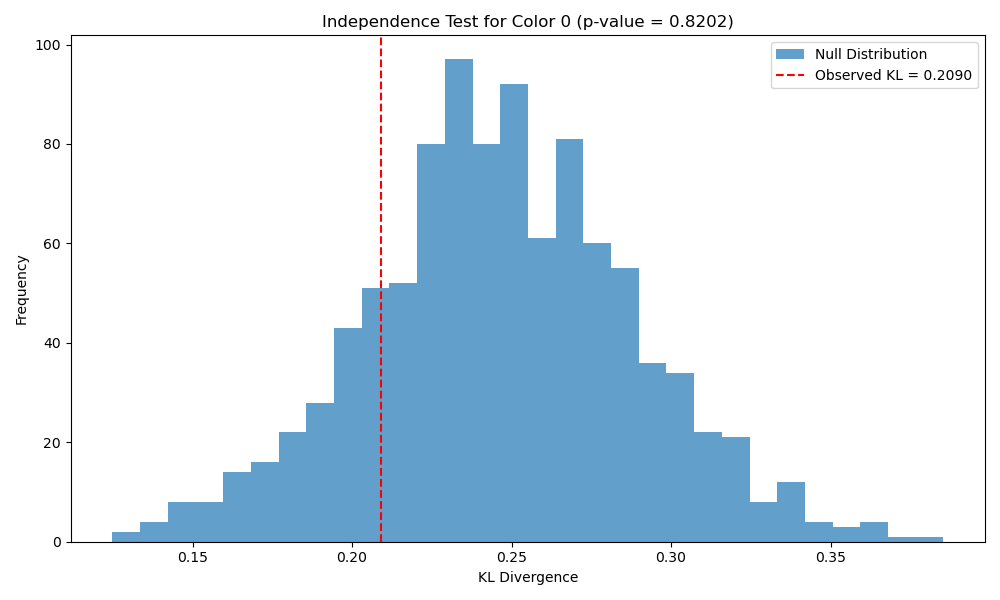 Independence Test for Color 0 (p-value = 0.8202)
Null Distribution
Observed KL = 0.2090
100
80
60
40
20
0
Frequency
0.15
0.20
0.25
0.30
0.35
KL Divergence